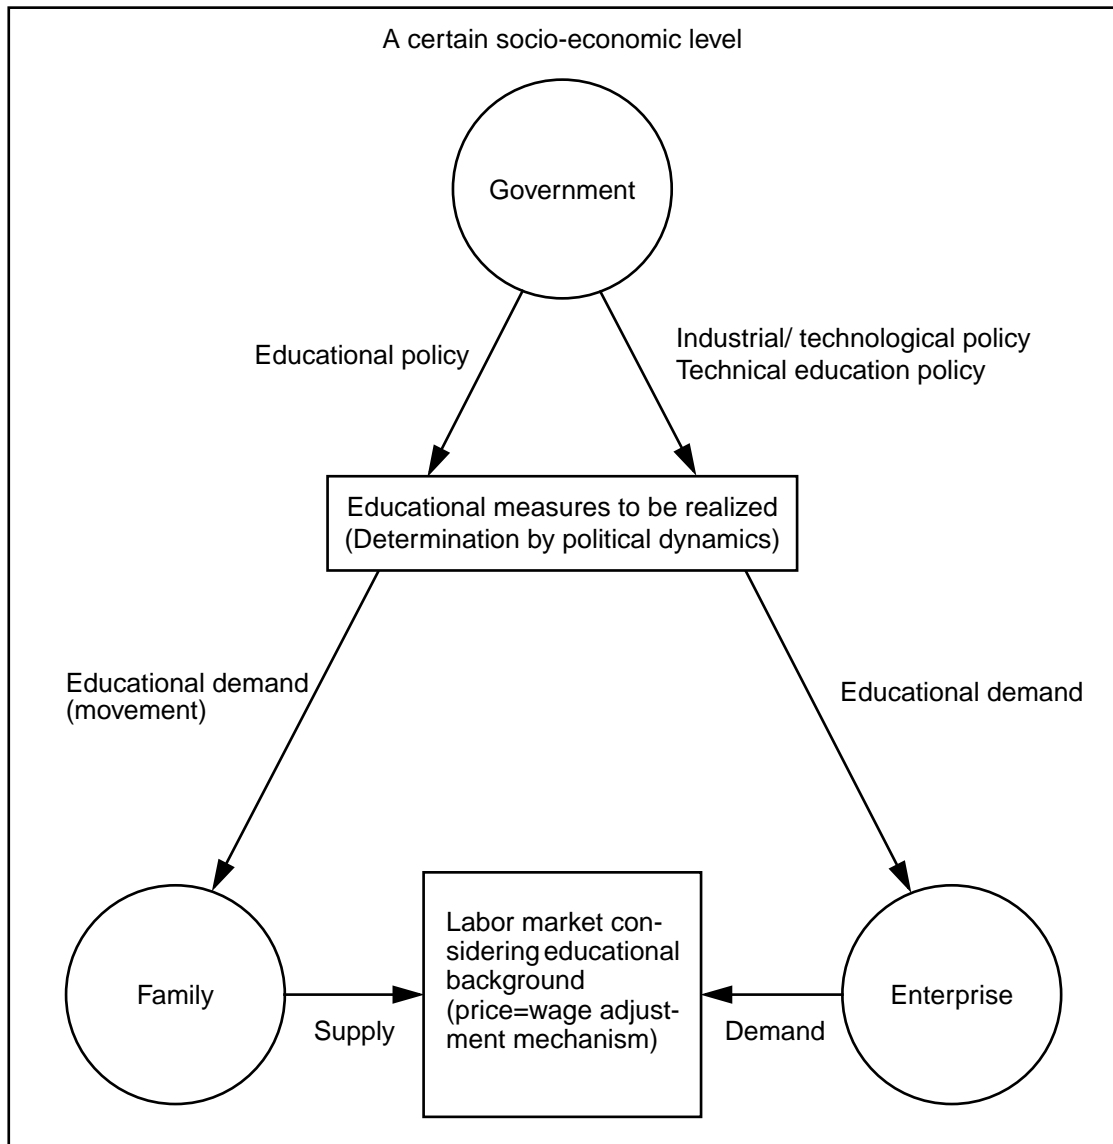 A certain socio-economic level
Government
Educational policy
Industrial/ technological policy
Technical education policy
Educational measures to be realized
(Determination by political dynamics)
Educational demand
(movement)
Educational demand
Family
Supply
Labor market con-
sidering educational
background
(price=wage adjust-
ment mechanism)
Demand
Enterprise